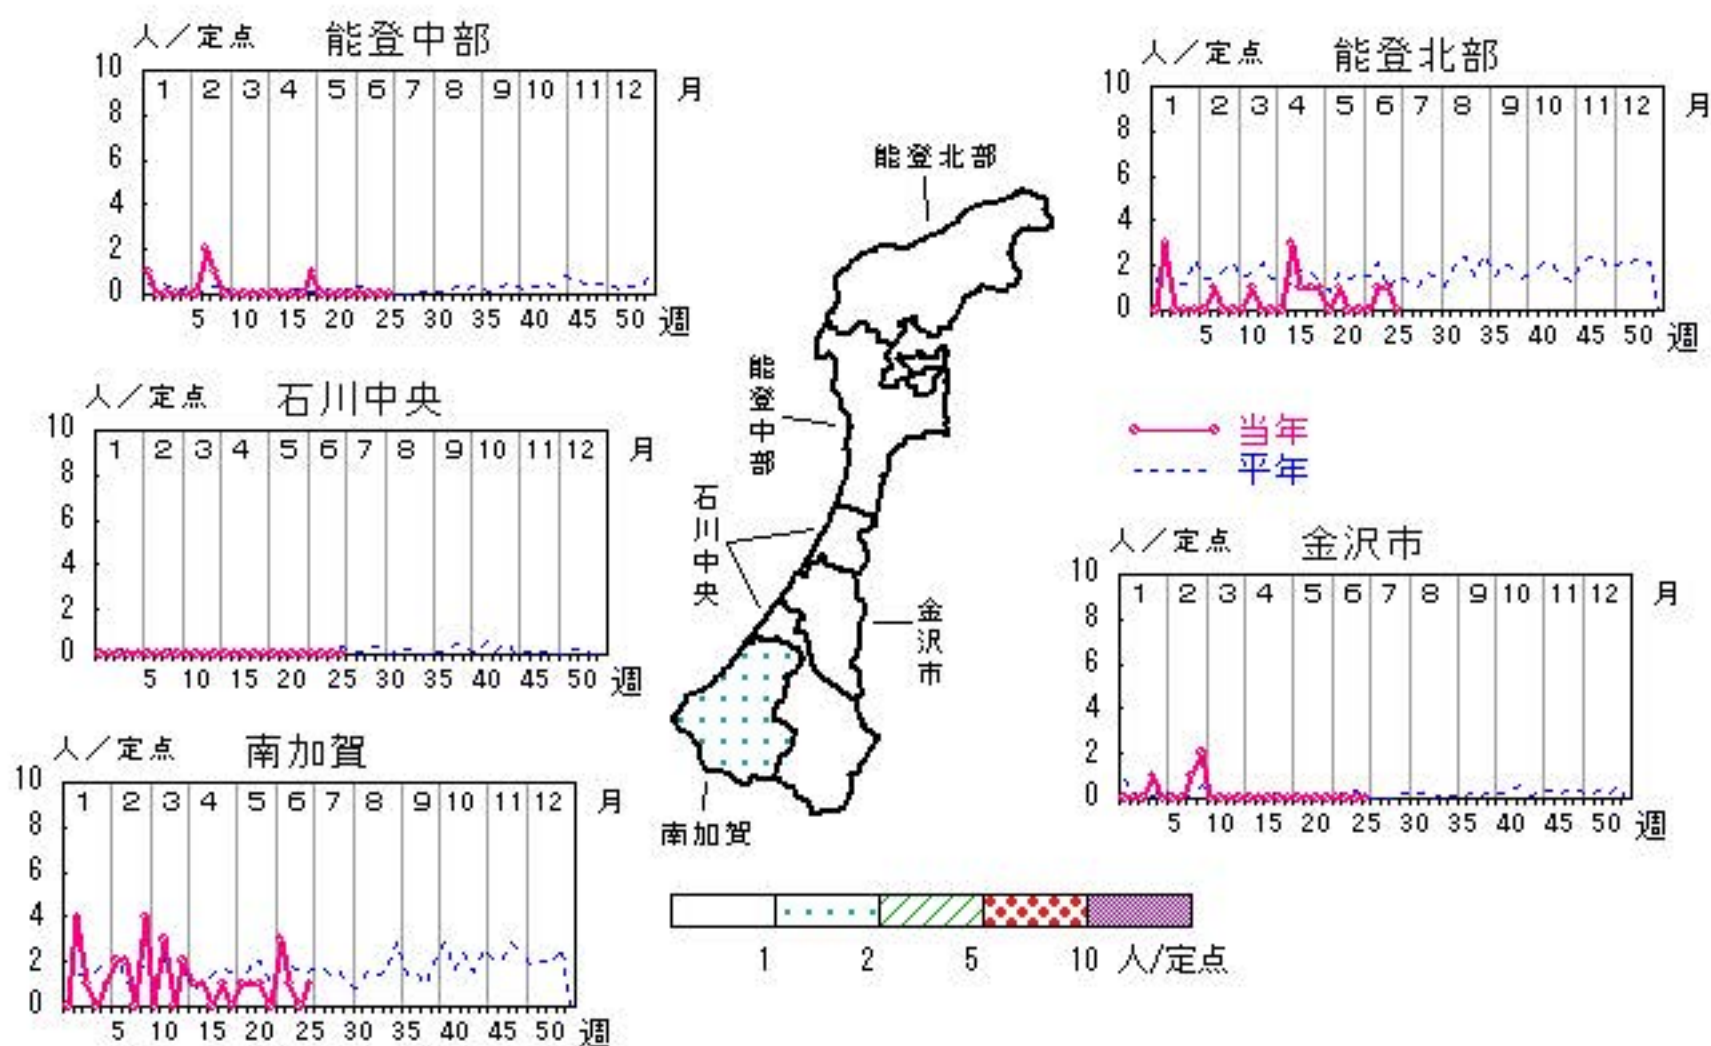 人／定点 能登中部
10 8 6 4 2 0
1 2 3 4 5 6 7 8 9 10 11 12 月
5 10 15 20 25 30 35 40 45 50 週
人／定点 能登北部
10 8 6 4 2 0
1 2 3 4 5 6 7 8 9 10 11 12 月
5 10 15 20 25 30 35 40 45 50 週
人／定点 石川中央
10 8 6 4 2 0
1 2 3 4 5 6 7 8 9 10 11 12 月
5 10 15 20 25 30 35 40 45 50 週
能登北部
能登中部
石川中央
金沢市
南加賀
当年
平年
人／定点 金沢市
10 8 6 4 2 0
1 2 3 4 5 6 7 8 9 10 11 12 月
5 10 15 20 25 30 35 40 45 50 週
人／定点 南加賀
10 8 6 4 2 0
1 2 3 4 5 6 7 8 9 10 11 12 月
5 10 15 20 25 30 35 40 45 50 週
1 2 5 10 人/定点